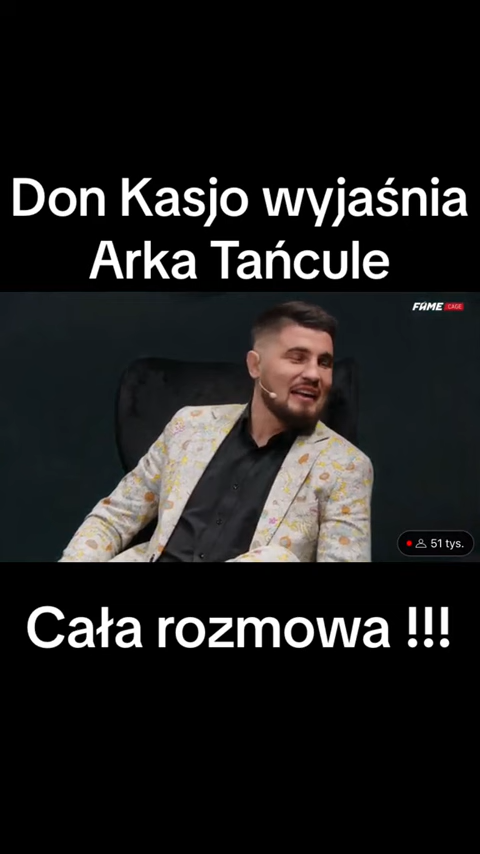 Don Kasjo wyjaśnia
Arka Tańcule
FAME CAGE
51 tys.
Cała rozmowa !!!